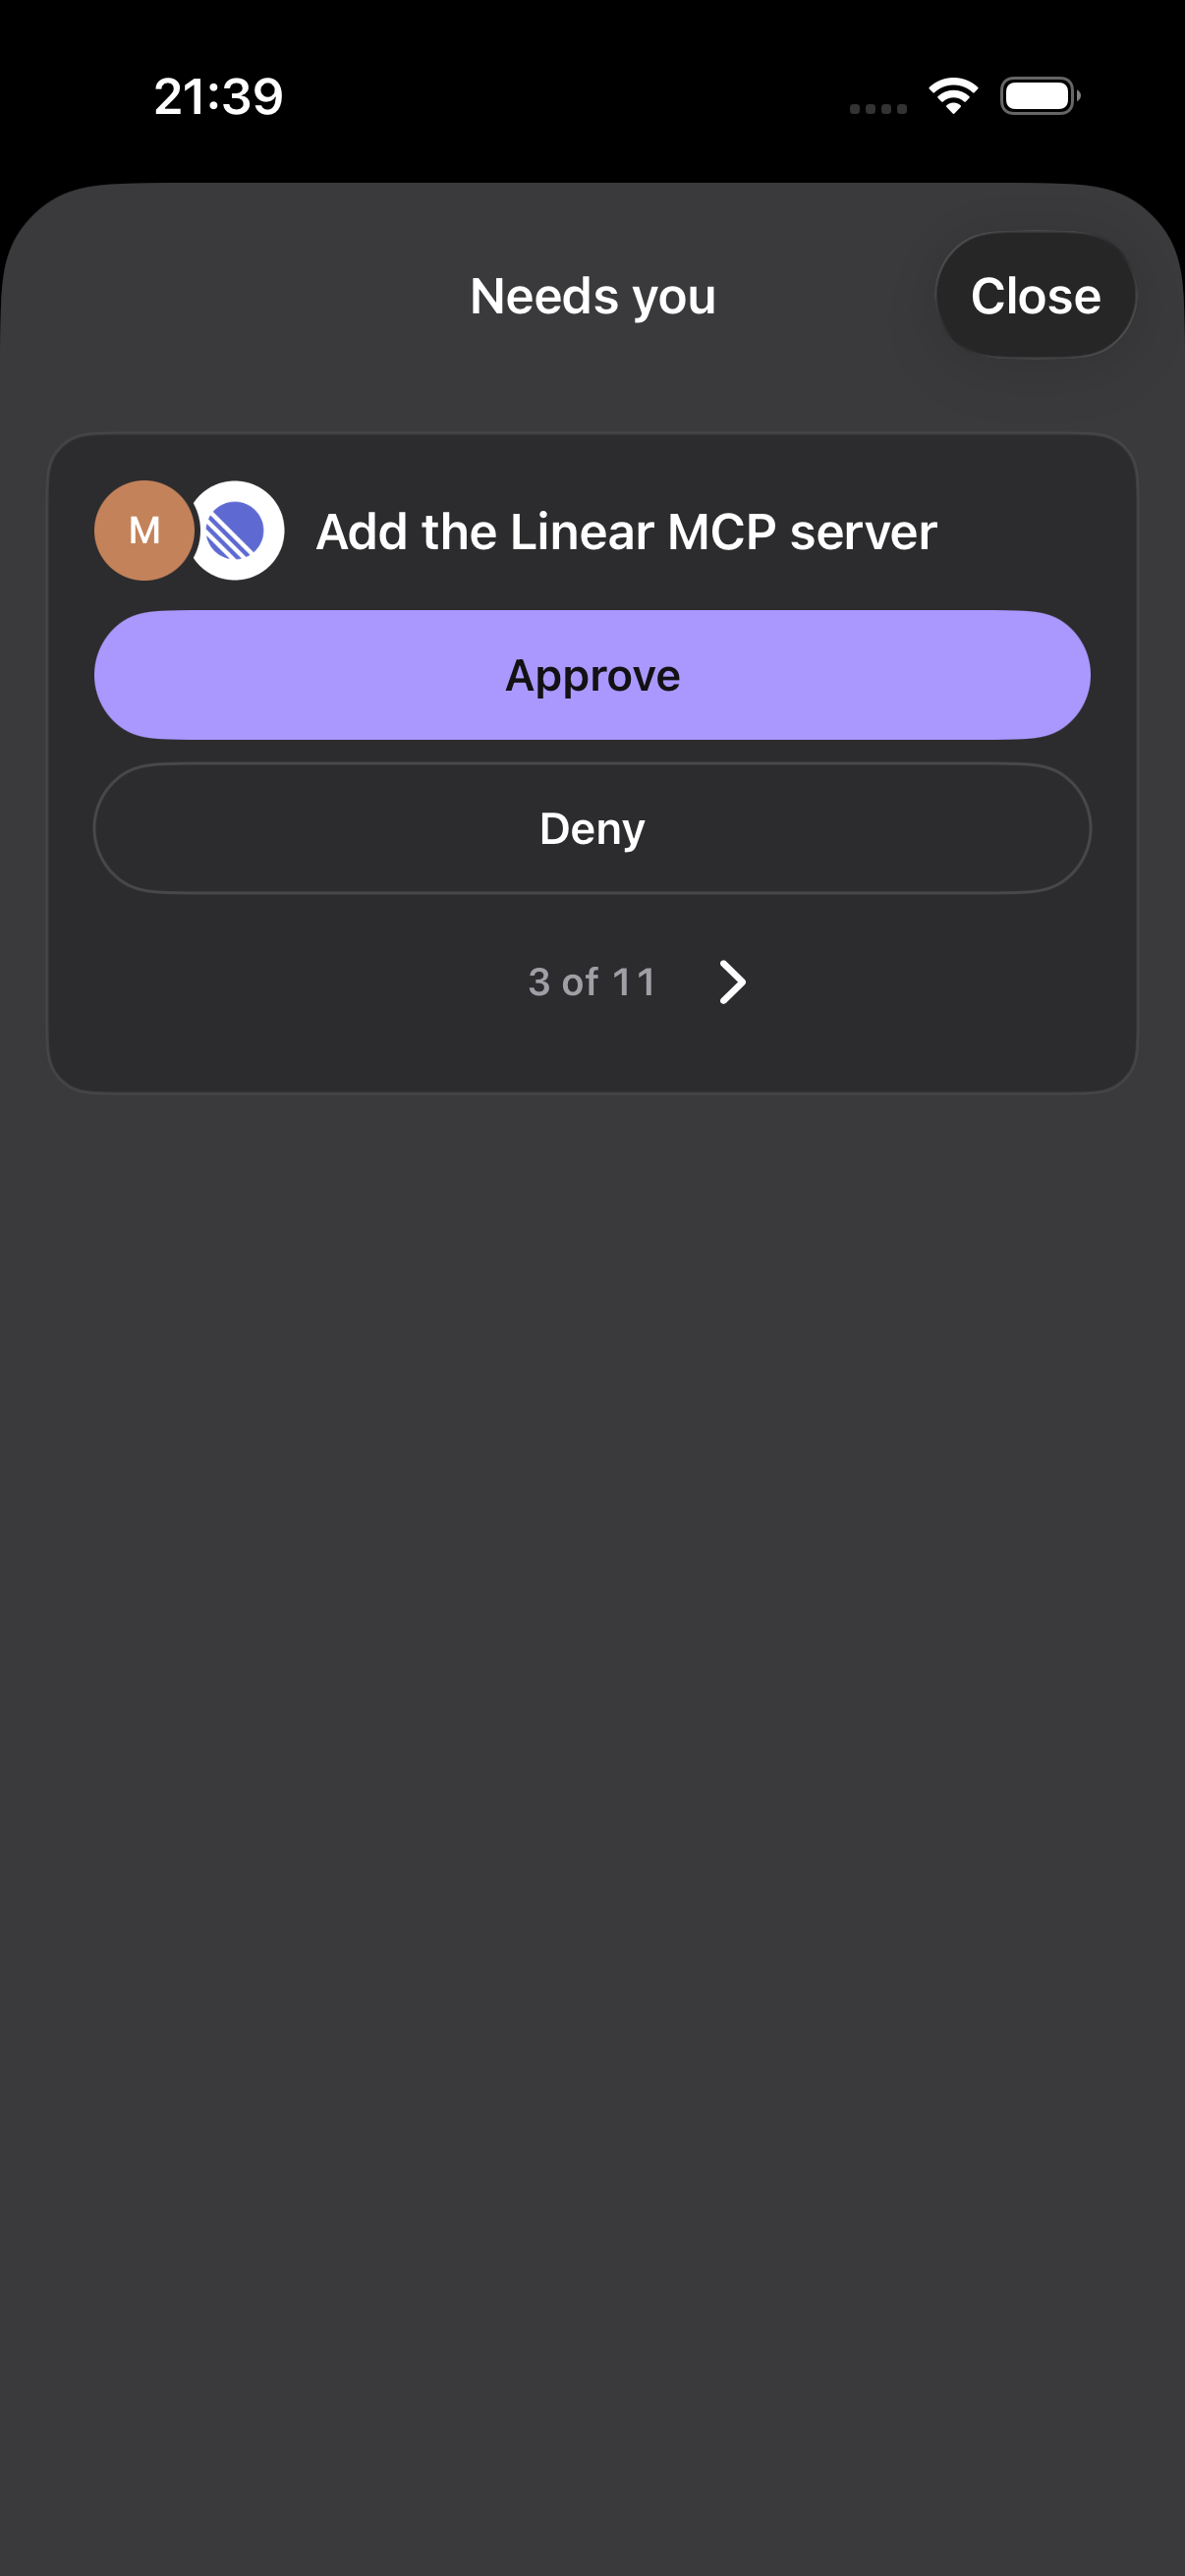 21:39
Needs you
Close
M
Add the Linear MCP server
Approve
Deny
3 of 11